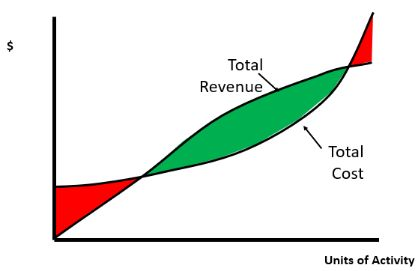 $
Total
Revenue
Total
Cost
Units of Activity